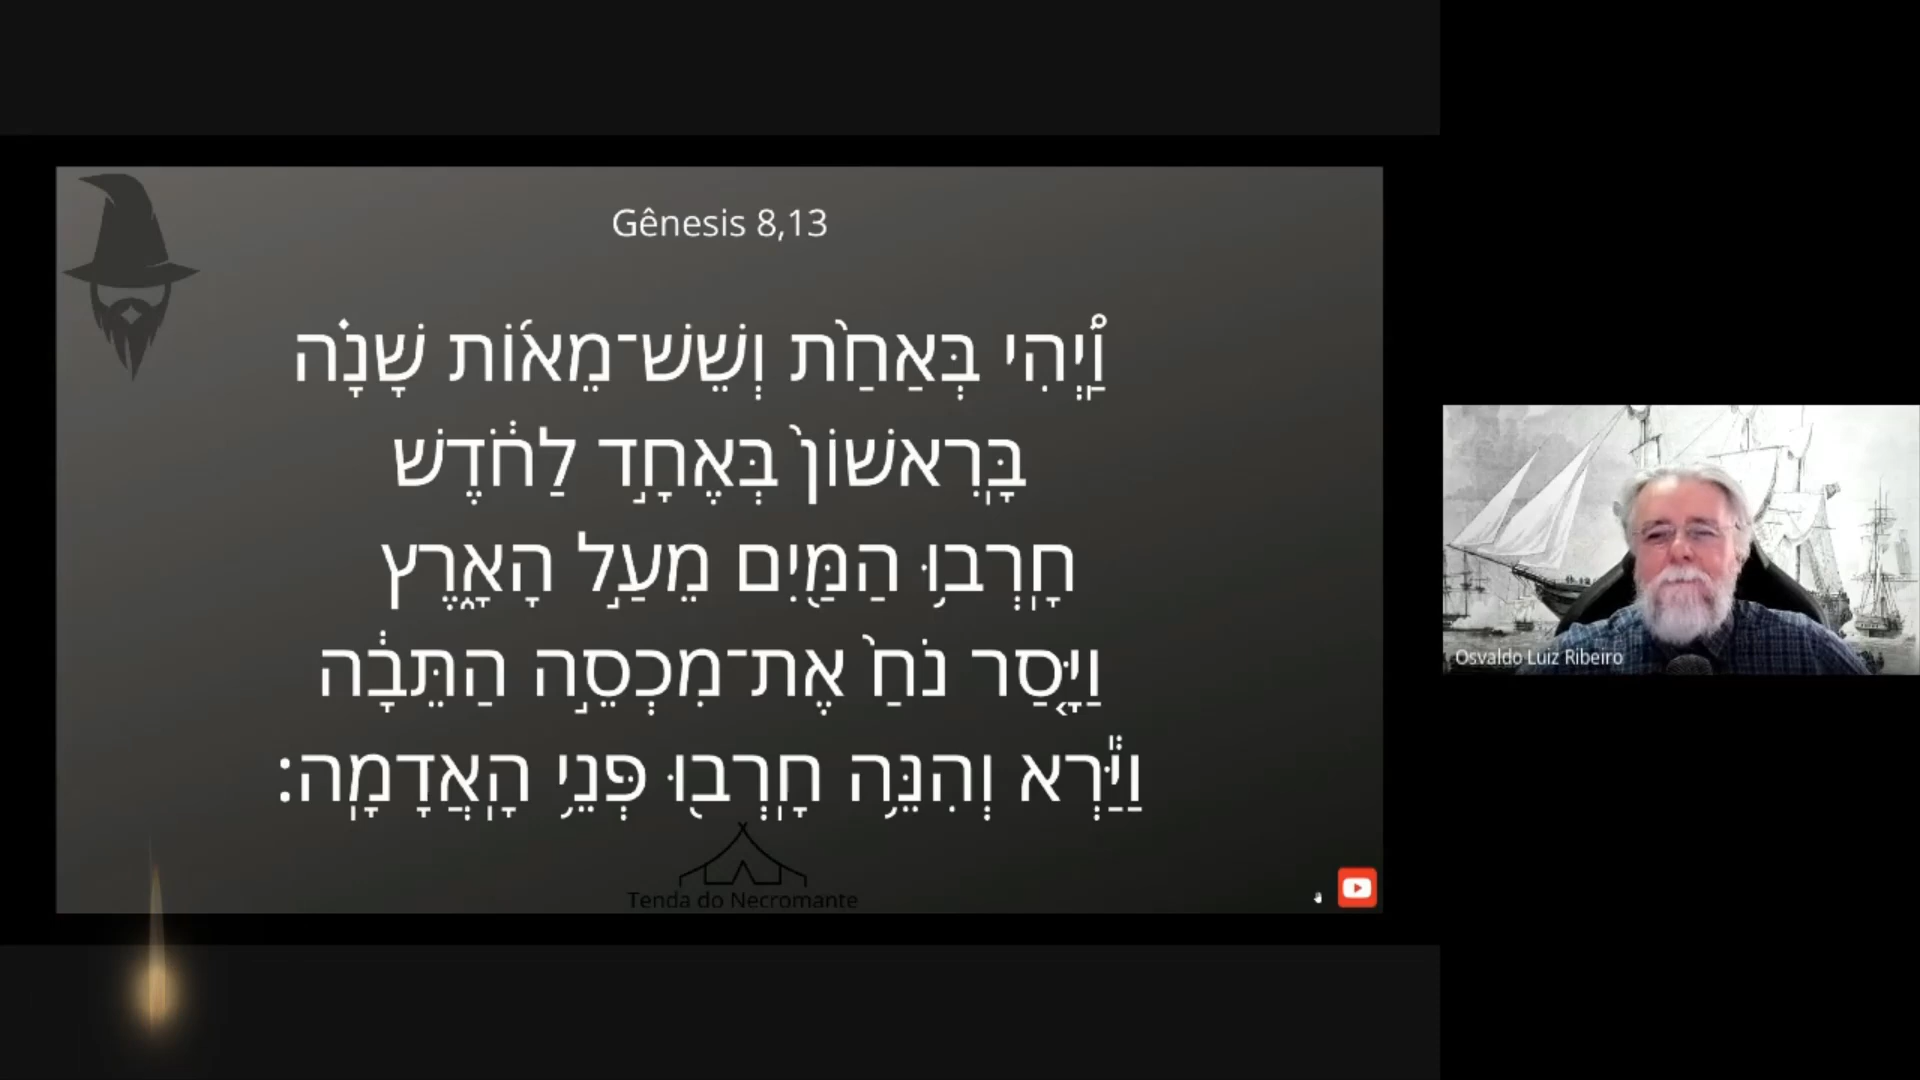 Gênesis 8,13
וַֽ֠יְהִי בְּאַחַ֨ת וְשֵׁשׁ־מֵא֜וֹת שָׁנָ֗ה
בָּֽרִאשׁוֹן֙ בְּאֶחָ֣ד לַחֹ֔דֶשׁ
חָֽרְב֥וּ הַמַּ֖יִם מֵעַ֣ל הָאָ֑רֶץ
וַיָּ֤סַר נֹ֙חַ֙ אֶת־מִכְסֵ֣ה הַתֵּבָ֔ה
וַיַּ֕רְא וְהִנֵּ֥ה חָֽרְב֖וּ פְּנֵ֥י הָֽאֲדָמָֽה׃
Tenda do Necromante
Osvaldo Luiz Ribeiro